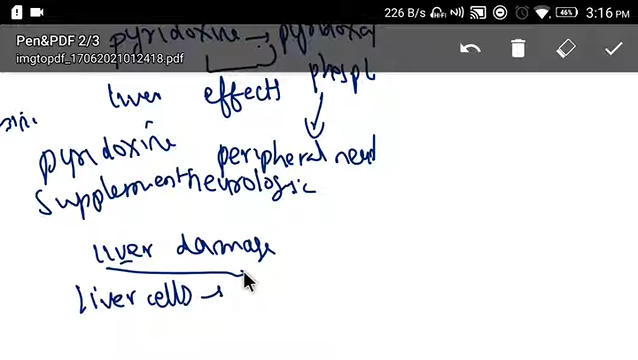 226 B/s 46% 3:16 PM
Pen&PDF 2/3
imgtopdf_17062021012418.pdf
pyridoxine → pyridoxal
liver effects phosph
pyridoxine peripheral
supplement neurologic
liver damage
Liver cells →